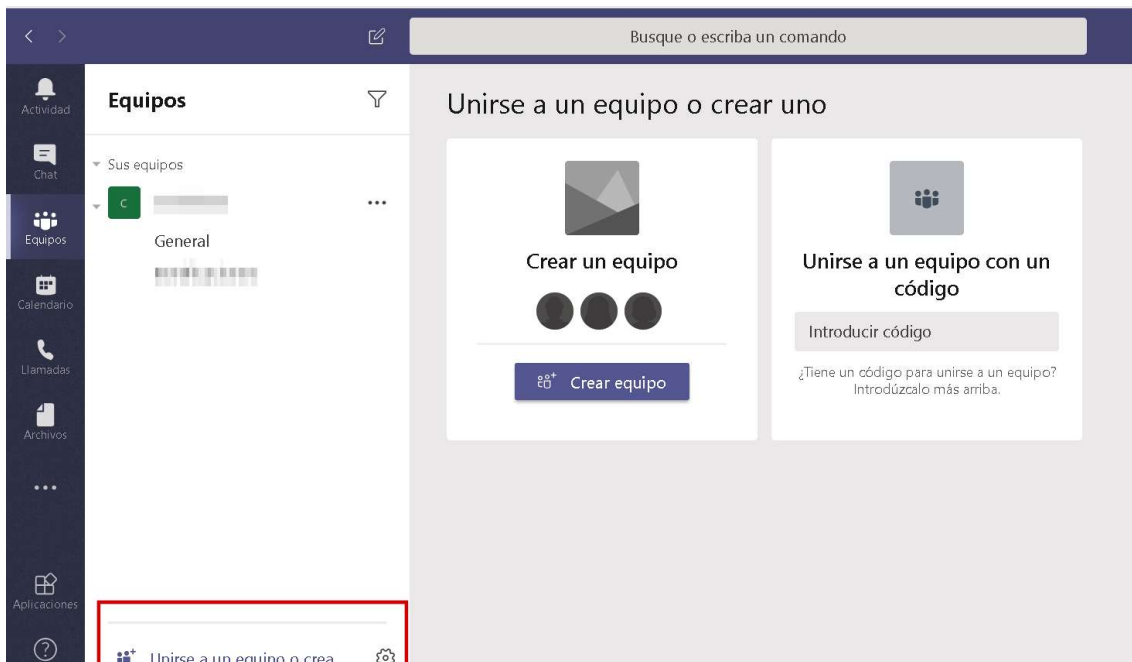 Busque o escriba un comando
Actividad
Chat
Equipos
Calendario
Llamadas
Archivos
Aplicaciones
Equipos
Sus equipos
C
General
Unirse a un equipo o crea
Unirse a un equipo o crear uno
Crear un equipo
Crear equipo
Unirse a un equipo con un
código
Introducir código
¿Tiene un código para unirse a un equipo?
Introdúzcalo más arriba.